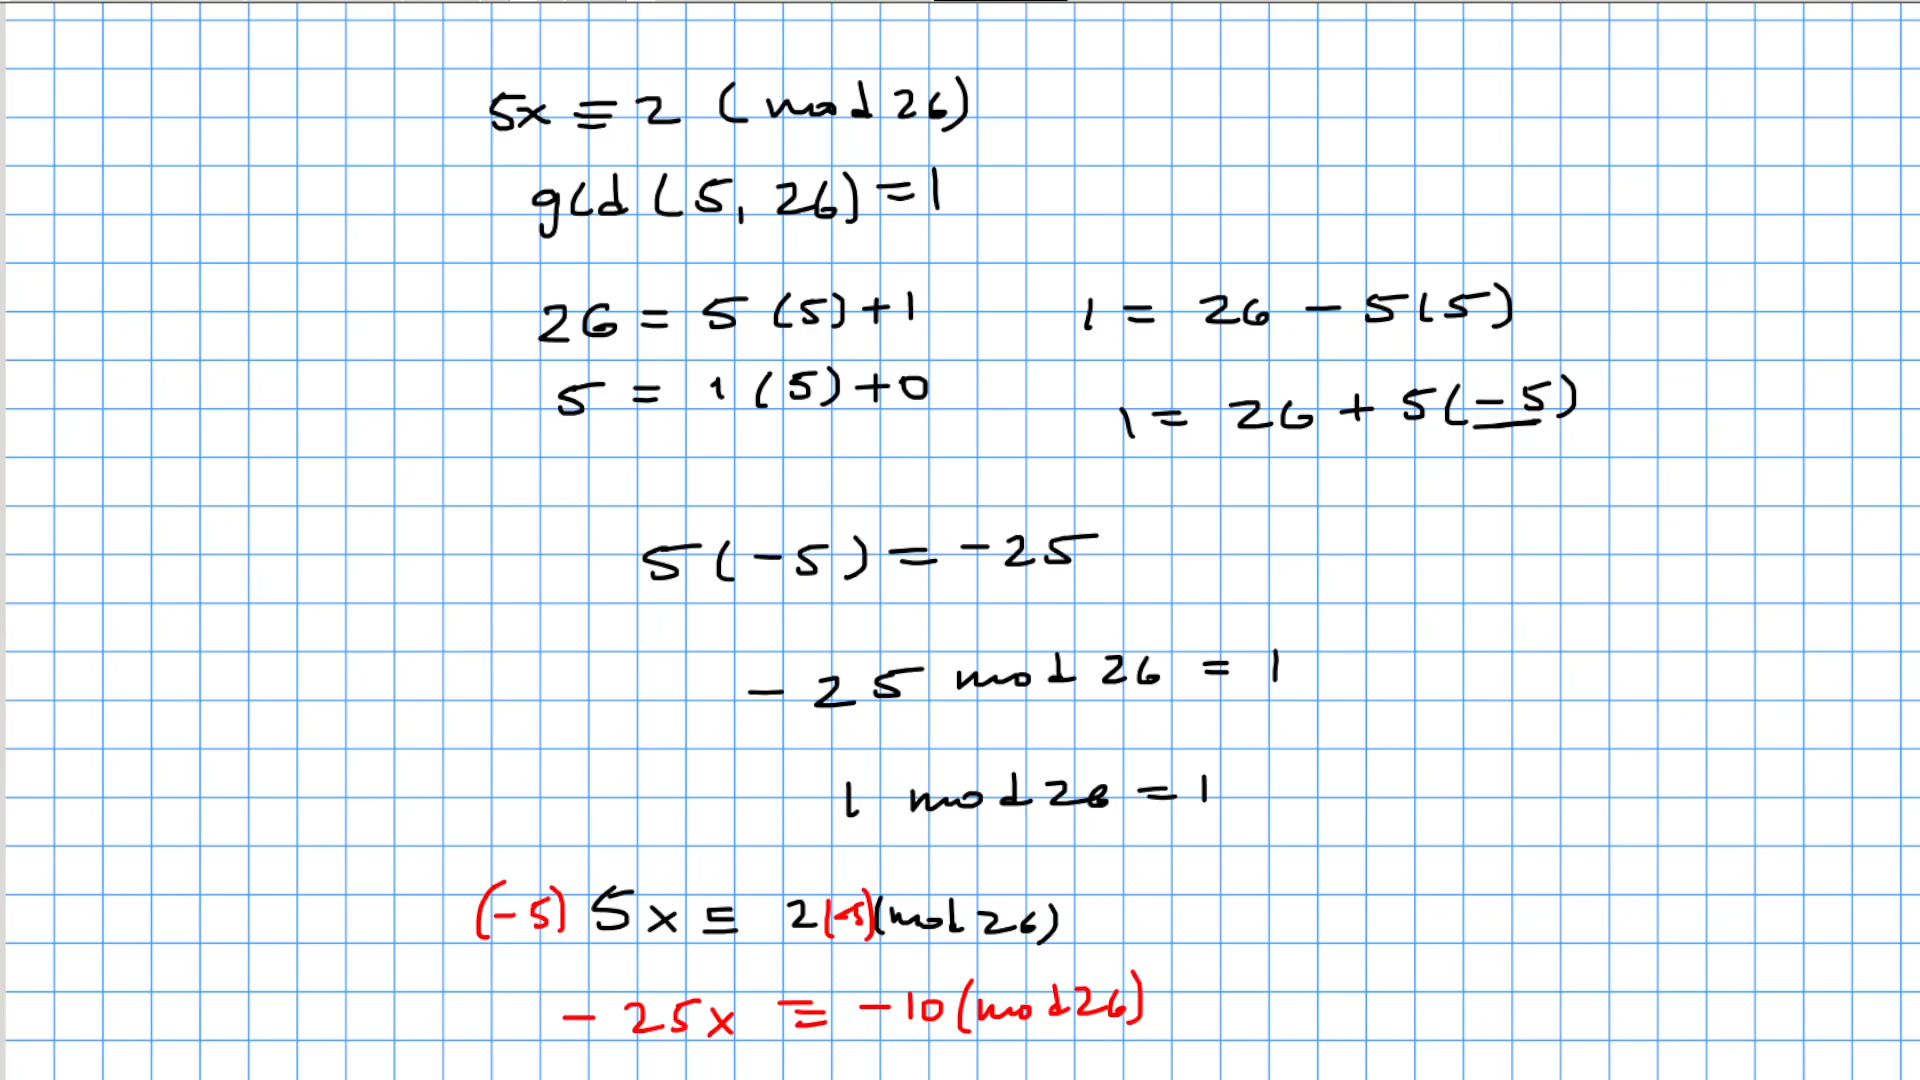 5x ≡ 2 (mod 26)
gcd (5, 26) = 1
26 = 5 (5) + 1
1 = 26 - 5(5)
5 = 1 (5) + 0
1 = 26 + 5(-5)
5(-5) = -25
-25 mod 26 = 1
1 mod 26 = 1
(-5) 5x ≡ 2(-5)(mod 26)
-25x ≡ -10 (mod 26)